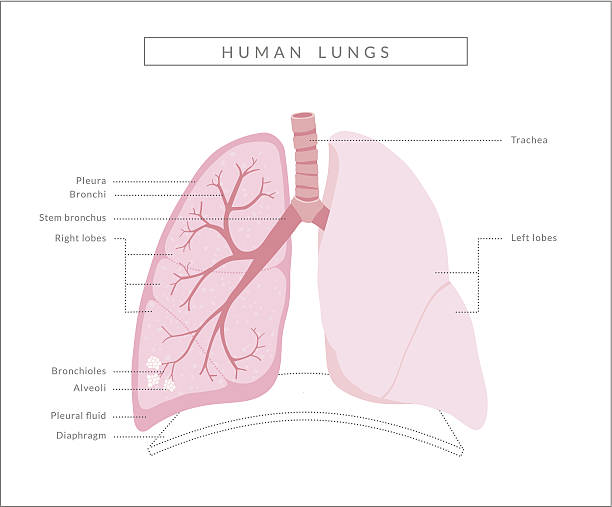 HUMAN LUNGS
Trachea
Pleura
Bronchi
Stem bronchus
Right lobes
Left lobes
Bronchioles
Alveoli
Pleural fluid
Diaphragm